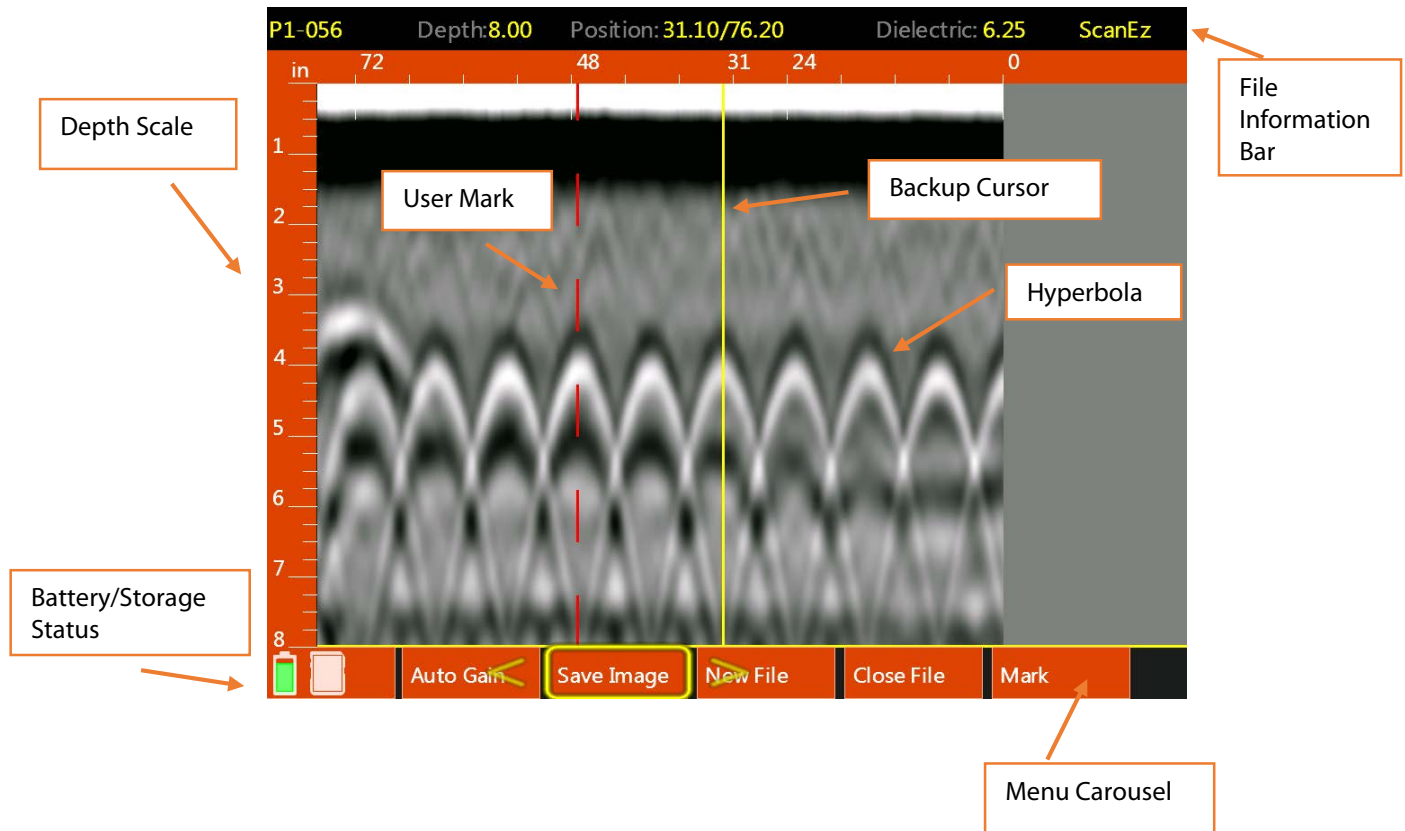 P1-056 Depth:8.00 Position: 31.10/76.20 Dielectric: 6.25 ScanEz
in 72 48 31 24 0
File
Information
Bar
Depth Scale
1
2
3
4
5
6
7
8
User Mark
Backup Cursor
Hyperbola
Battery/Storage
Status
Auto Gain < Save Image > New File Close File Mark
Menu Carousel